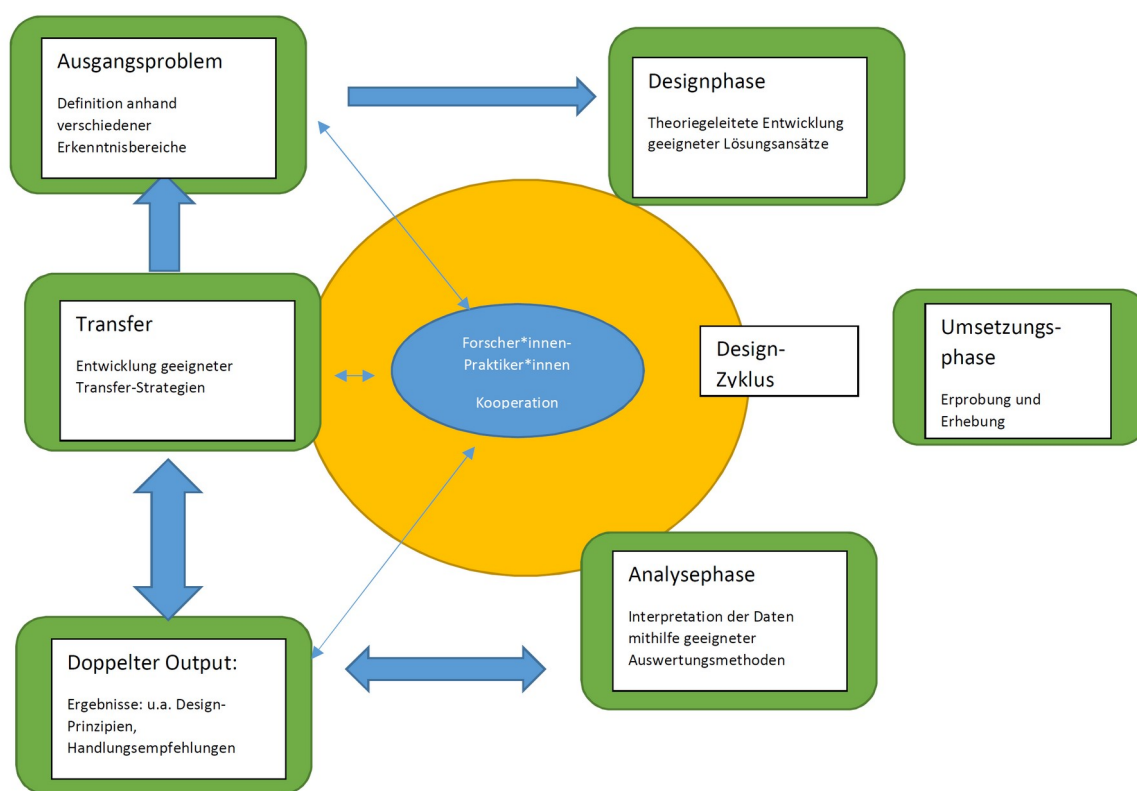 Ausgangsproblem
Definition anhand
verschiedener
Erkenntnisbereiche
Designphase
Theoriegeleitete Entwicklung
geeigneter Lösungsansätze
Transfer
Entwicklung geeigneter
Transfer-Strategien
Forscher*innen-
Praktiker*innen
Kooperation
Design-
Zyklus
Umsetzungs-
phase
Erprobung und
Erhebung
Analysephase
Interpretation der Daten
mithilfe geeigneter
Auswertungsmethoden
Doppelter Output:
Ergebnisse: u.a. Design-
Prinzipien,
Handlungsempfehlungen